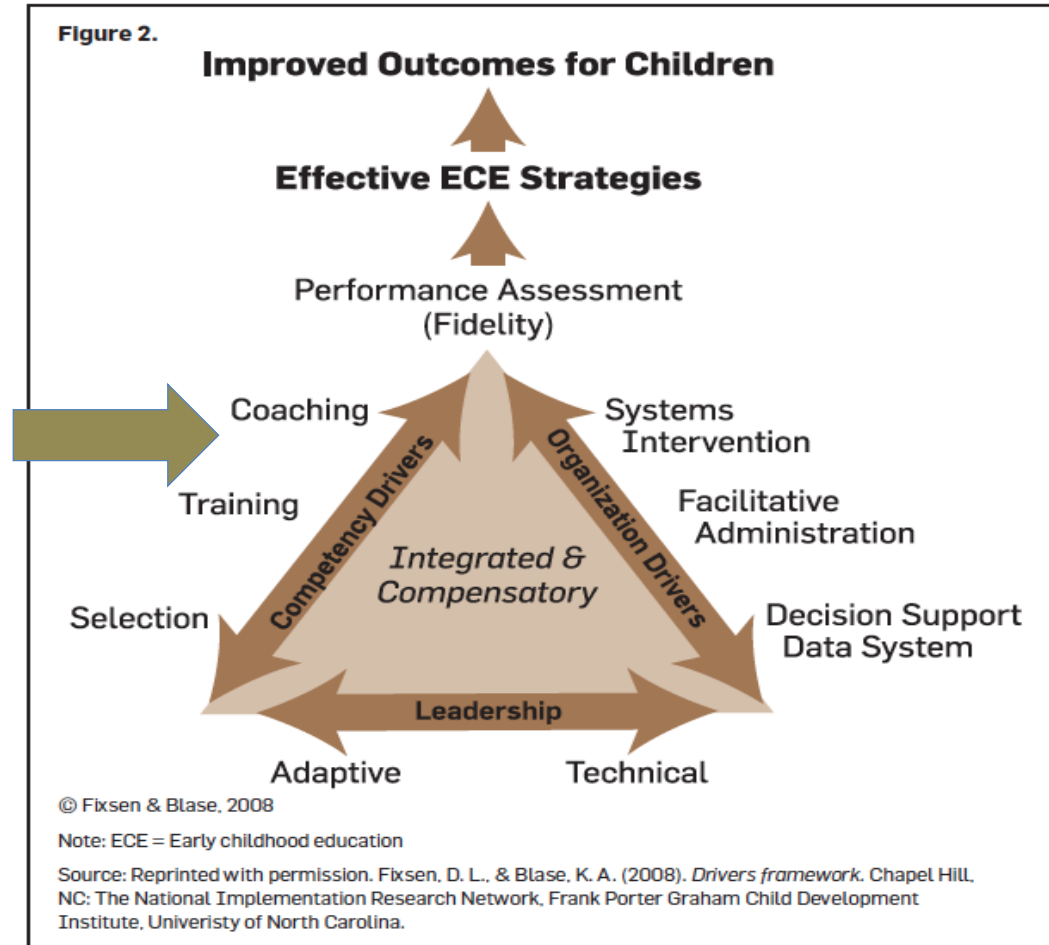 Figure 2.
Improved Outcomes for Children
Effective ECE Strategies
Performance Assessment
(Fidelity)
Coaching
Training
Selection
Competency Drivers
Integrated &
Compensatory
Organization Drivers
Systems
Intervention
Facilitative
Administration
Decision Support
Data System
Leadership
Adaptive
Technical
© Fixsen & Blase, 2008
Note: ECE = Early childhood education
Source: Reprinted with permission. Fixsen, D. L., & Blase, K. A. (2008). Drivers framework. Chapel Hill,
NC: The National Implementation Research Network, Frank Porter Graham Child Development
Institute, Univeristy of North Carolina.